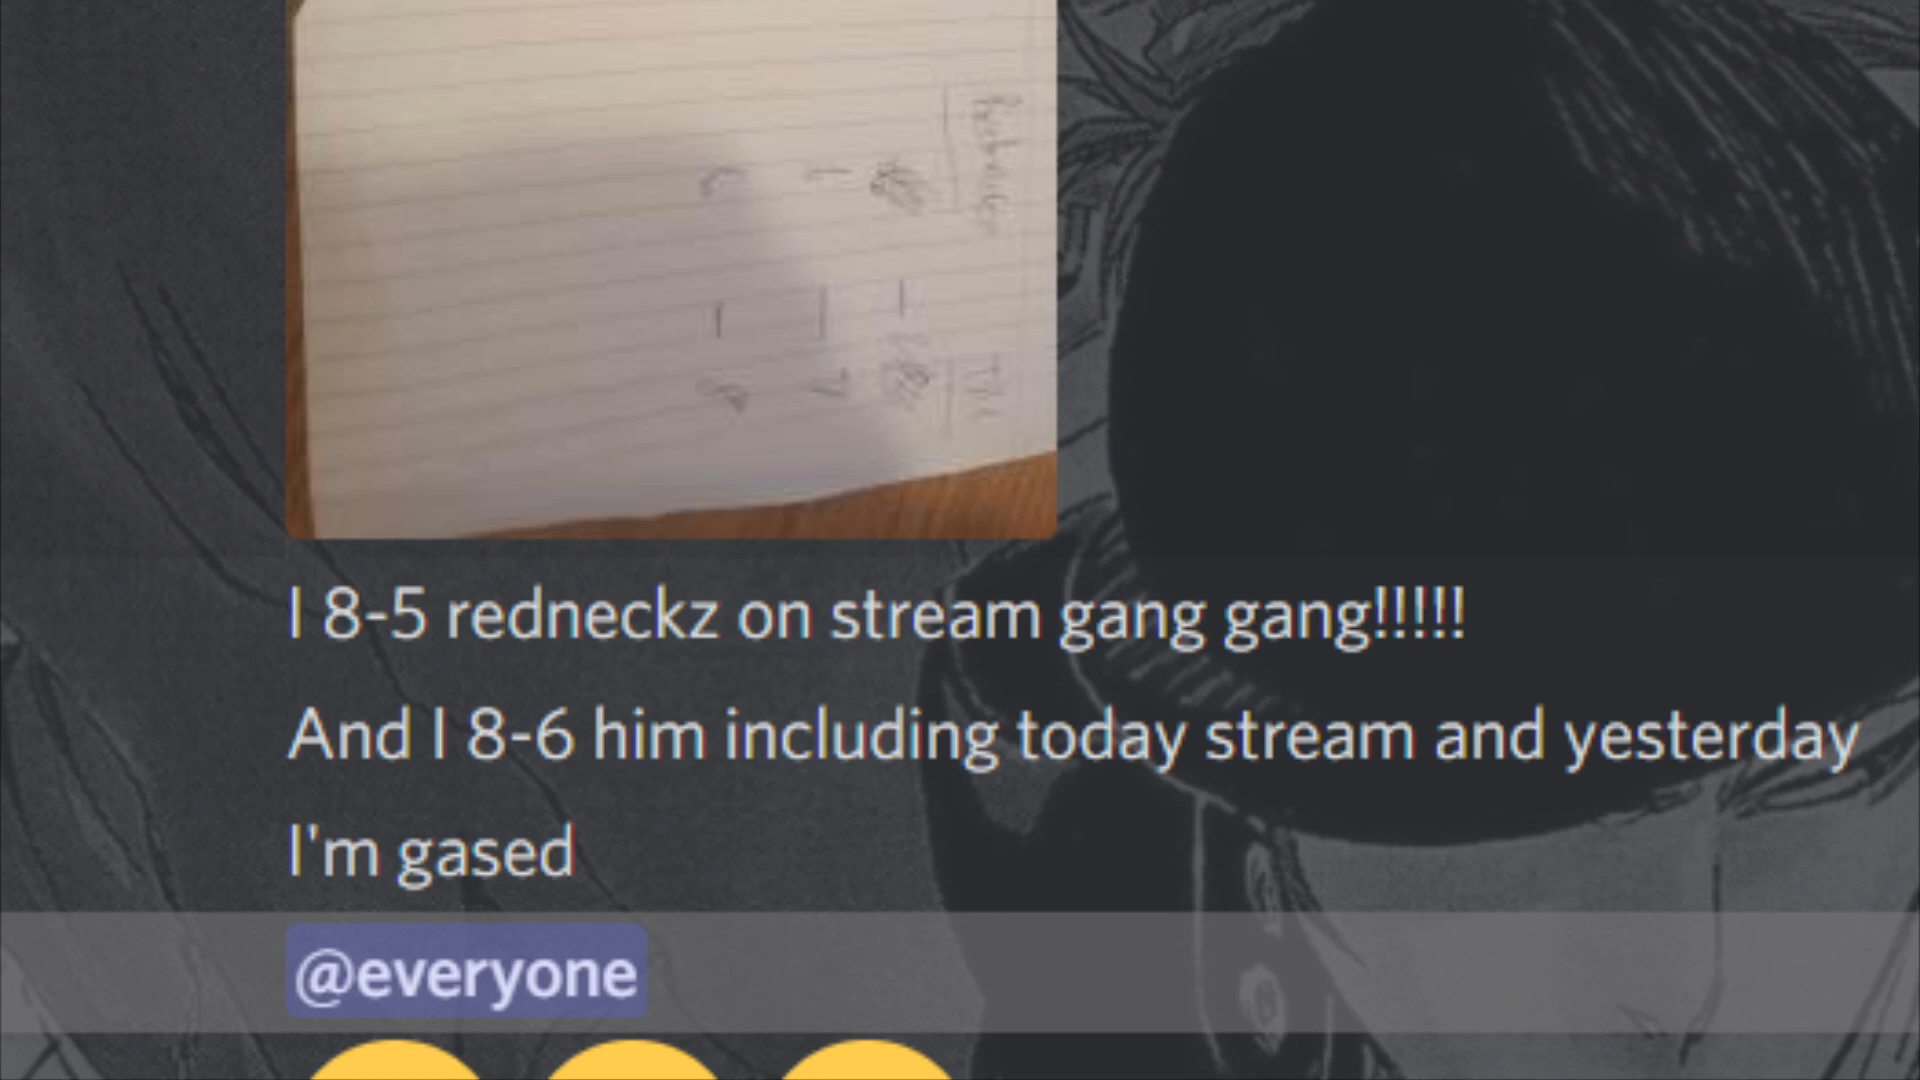 I 8-5 redneckz on stream gang gang!!!!!
And I 8-6 him including today stream and yesterday
I'm gased
@everyone